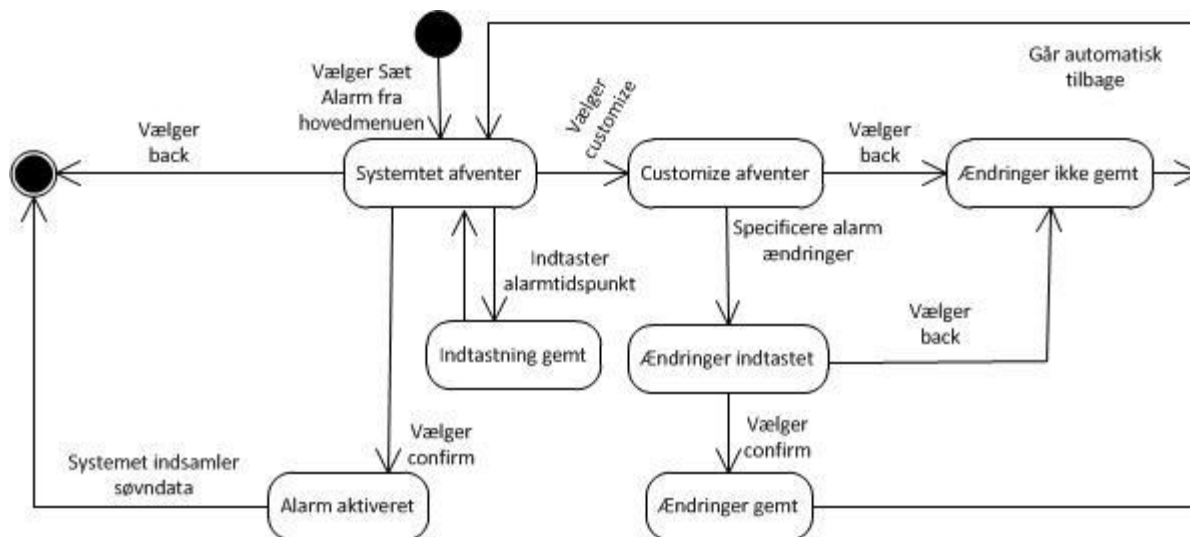 Vælger Sæt
Alarm fra
hovedmenuen
Går automatisk
tilbage
Vælger
customize
Vælger
back
Vælger
back
Systemtet afventer
Customize afventer
Ændringer ikke gemt
Specificere alarm
ændringer
Indtaster
alarmtidspunkt
Vælger
back
Indtastning gemt
Ændringer indtastet
Vælger
confirm
Vælger
confirm
Systemet indsamler
søvndata
Alarm aktiveret
Ændringer gemt